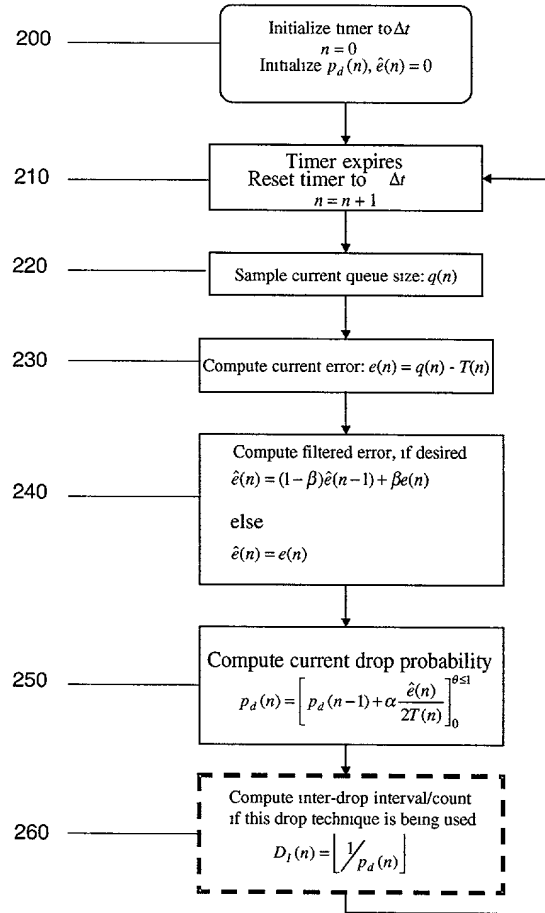 200
Initialize timer to Δt
n = 0
Initialize p_d(n), ê(n) = 0
210
Timer expires
Reset timer to Δt
n = n + 1
220
Sample current queue size: q(n)
230
Compute current error: e(n) = q(n) - T(n)
240
Compute filtered error, if desired
ê(n) = (1 − β)ê(n−1) + βe(n)
else
ê(n) = e(n)
250
Compute current drop probability
p_d(n) = [p_d(n−1) + α ê(n)/2T(n)]_0^{θ≤1}
260
Compute inter-drop interval/count
if this drop technique is being used
D_I(n) = ⌊1/p_d(n)⌋